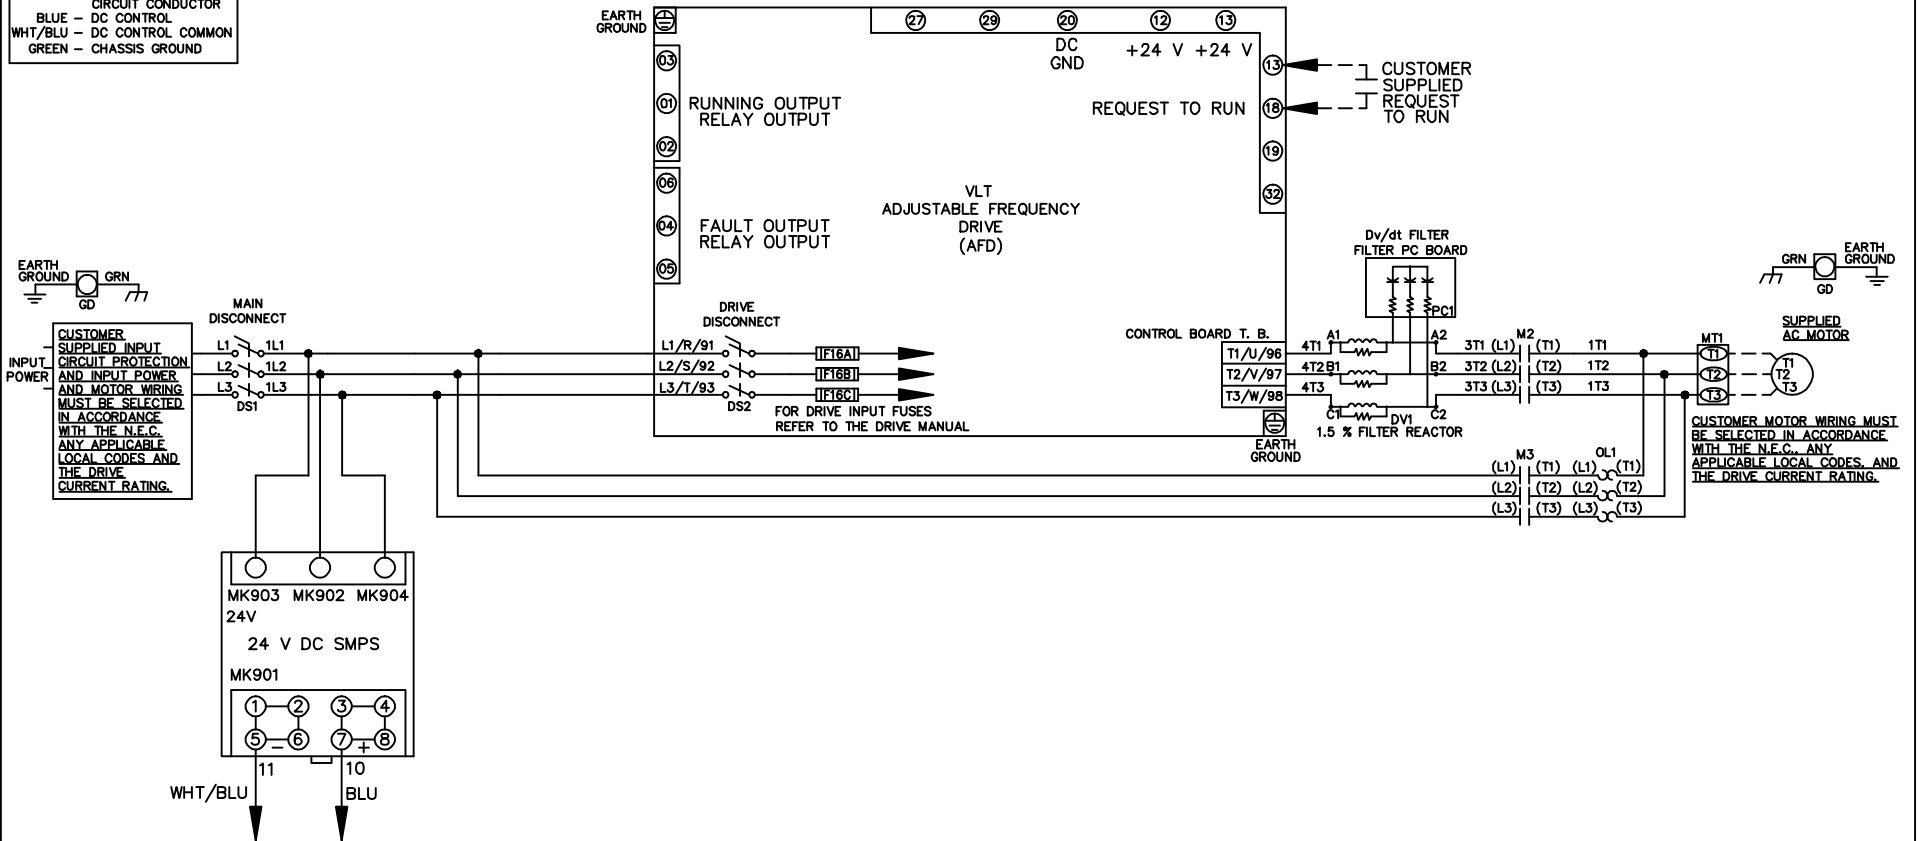 CIRCUIT CONDUCTOR
BLUE – DC CONTROL
WHT/BLU – DC CONTROL COMMON
GREEN – CHASSIS GROUND
EARTH
GROUND
27 29 20 12 13
DC
GND
+24 V +24 V
03
01
02
RUNNING OUTPUT
RELAY OUTPUT
06
04
05
FAULT OUTPUT
RELAY OUTPUT
REQUEST TO RUN
13
18
19
32
CUSTOMER
SUPPLIED
REQUEST
TO RUN
VLT
ADJUSTABLE FREQUENCY
DRIVE
(AFD)
EARTH
GROUND
GRN
GD
MAIN
DISCONNECT
INPUT
POWER
CUSTOMER
SUPPLIED INPUT
CIRCUIT PROTECTION
AND INPUT POWER
AND MOTOR WIRING
MUST BE SELECTED
IN ACCORDANCE
WITH THE N.E.C.
ANY APPLICABLE
LOCAL CODES AND
THE DRIVE
CURRENT RATING.
L1 1L1
L2 1L2
L3 1L3
DS1
DRIVE
DISCONNECT
L1/R/91
L2/S/92
L3/T/93
DS2
F16A
F16B
F16C
FOR DRIVE INPUT FUSES
REFER TO THE DRIVE MANUAL
CONTROL BOARD T. B.
T1/U/96
T2/V/97
T3/W/98
EARTH
GROUND
Dv/dt FILTER
FILTER PC BOARD
PC1
4T1 A1 A2
4T2 B1 B2
4T3
C1 DV1 C2
1.5 % FILTER REACTOR
M2
3T1 (L1) (T1) 1T1
3T2 (L2) (T2) 1T2
3T3 (L3) (T3) 1T3
M3 OL1
(L1) (T1) (L1) (T1)
(L2) (T2) (L2) (T2)
(L3) (T3) (L3) (T3)
GRN
GD
EARTH
GROUND
SUPPLIED
AC MOTOR
MT1
T1
T2
T3
T1
T2
T3
CUSTOMER MOTOR WIRING MUST
BE SELECTED IN ACCORDANCE
WITH THE N.E.C., ANY
APPLICABLE LOCAL CODES, AND
THE DRIVE CURRENT RATING.
MK903 MK902 MK904
24V
24 V DC SMPS
MK901
1 2 3 4
5 – 6 7 + 8
11 10
WHT/BLU BLU